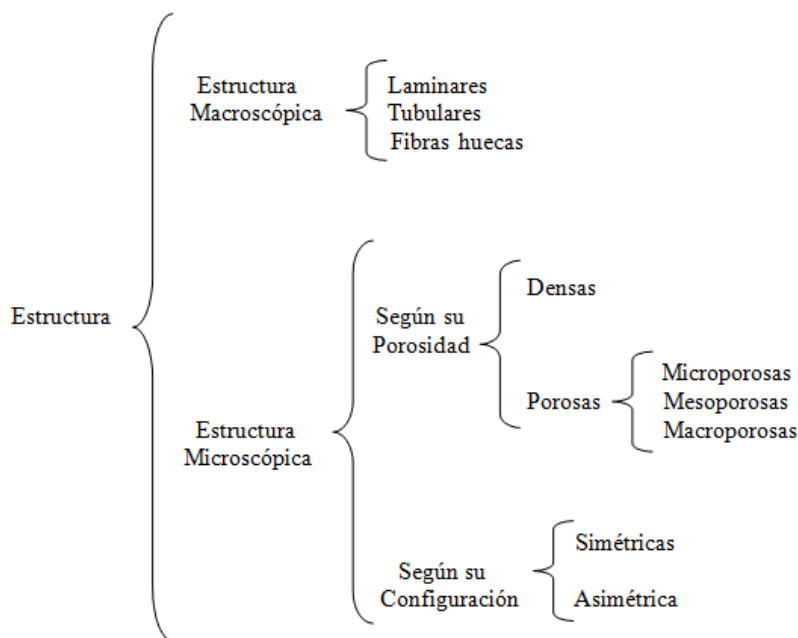 Estructura
Estructura
Macroscópica
Laminares
Tubulares
Fibras huecas
Estructura
Microscópica
Según su
Porosidad
Densas
Porosas
Microporosas
Mesoporosas
Macroporosas
Según su
Configuración
Simétricas
Asimétrica